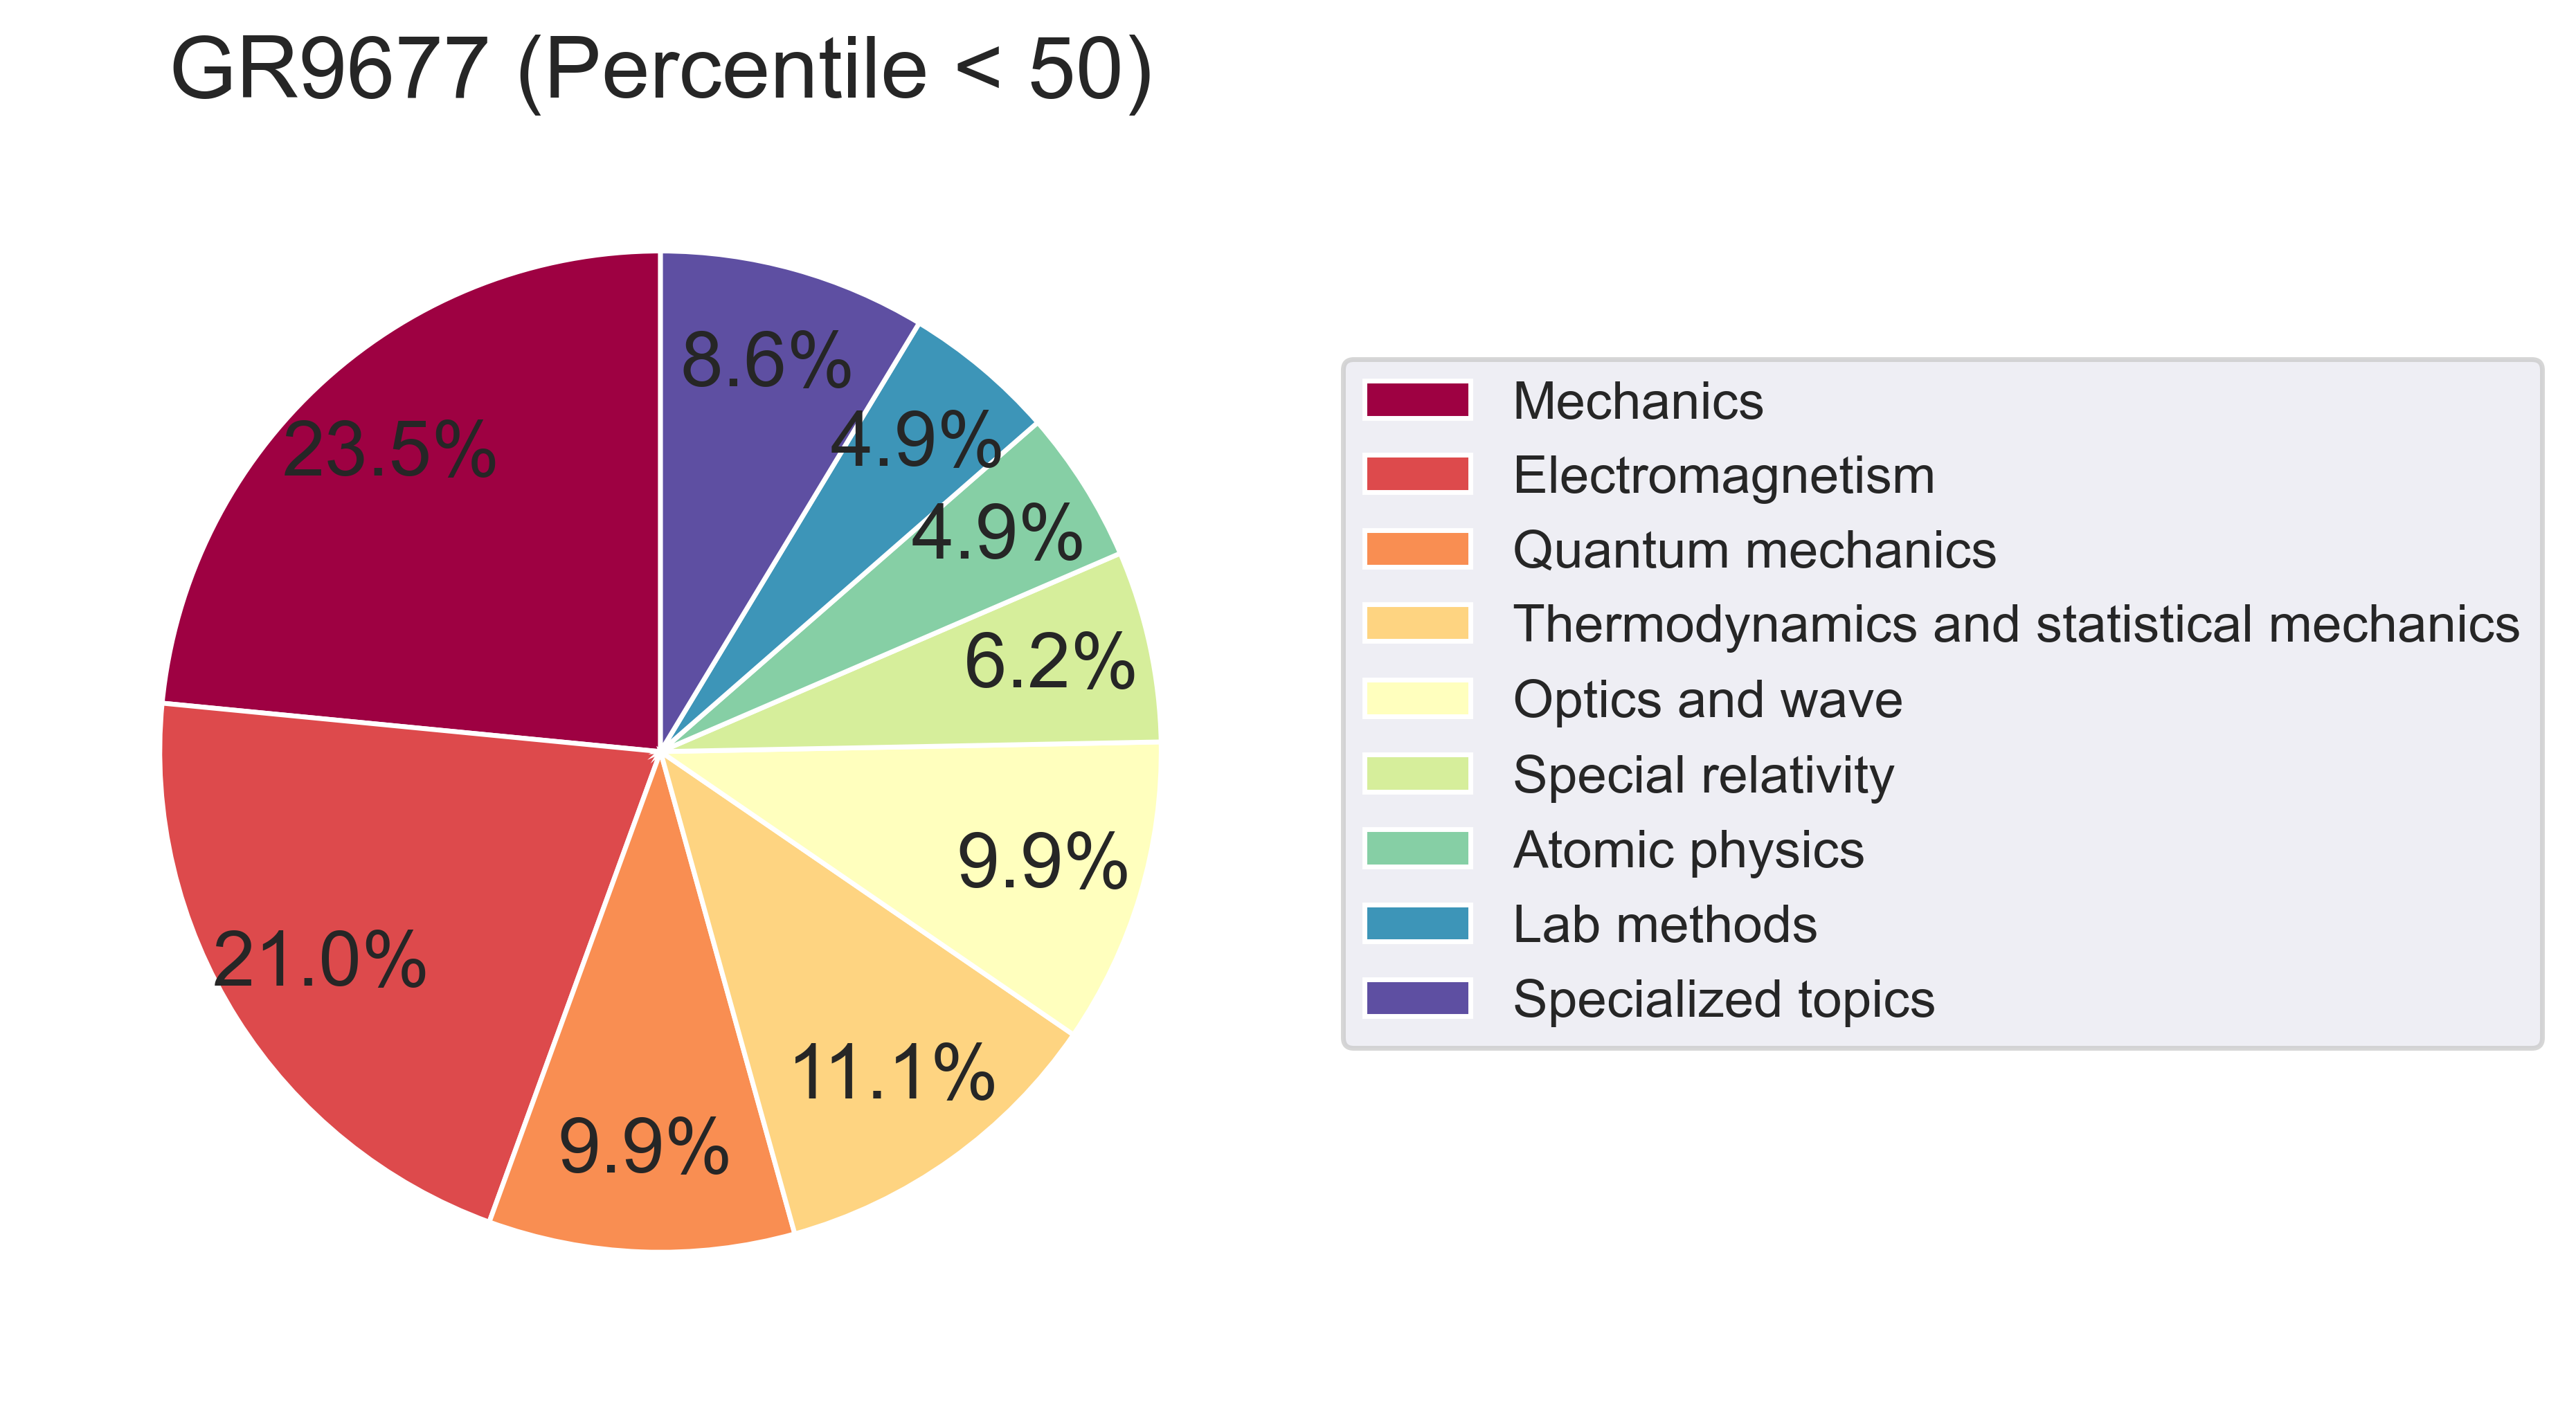 GR9677 (Percentile < 50)
8.6%
4.9%
23.5%
4.9%
6.2%
9.9%
21.0%
11.1%
9.9%
Mechanics
Electromagnetism
Quantum mechanics
Thermodynamics and statistical mechanics
Optics and wave
Special relativity
Atomic physics
Lab methods
Specialized topics